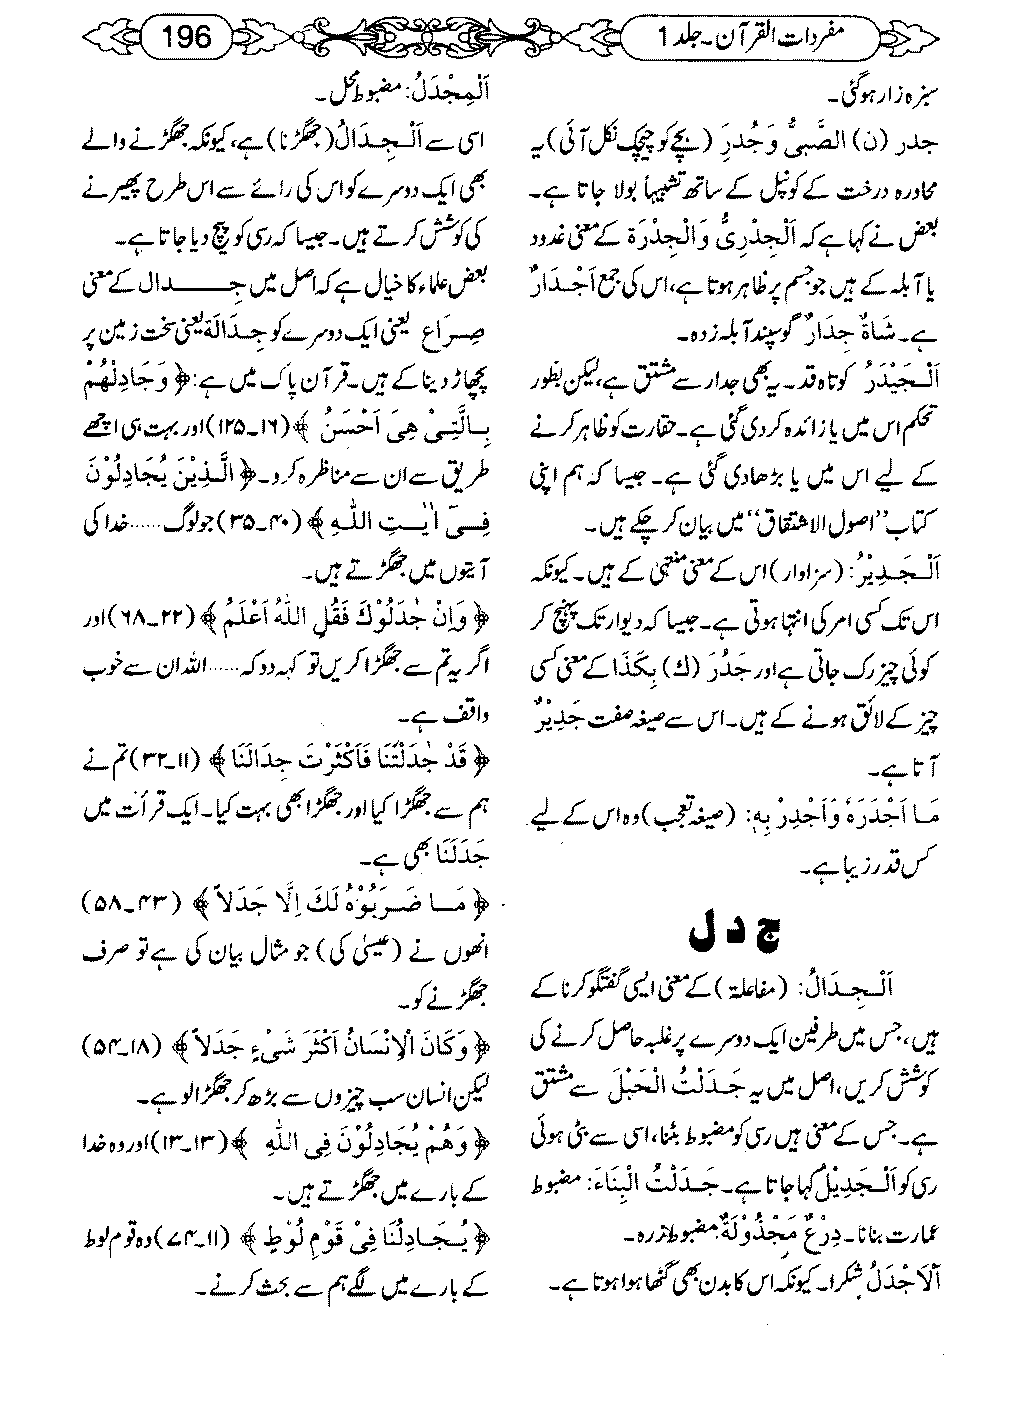 مفردات القرآن۔جلد 1
196
سبزہ زار ہوگئی۔
جدر (ن) الصَّبِیُّ وَجُدِرَ (بچے کو چیچک نکل آئی) یہ
محاورہ درخت کے کونپل کے ساتھ تشبیہاً بولا جاتا ہے۔
بعض نے کہا ہے کہ اَلْجِدْرِیُّ وَالْجِدْرَة کے معنی غدود
یا آبلہ کے ہیں جو جسم پر ظاہر ہوتا ہے، اس کی جمع اَجْدَارٌ
ہے۔ شَاةٌ جِدَارٌ گوسپند آبلہ زدہ۔
اَلْجَیْدَرُ کوتاہ قد۔ یہ بھی جدار سے مشتق ہے، لیکن بطور
تحکم اس میں یا زائدہ کردی گئی ہے۔ حقارت کو ظاہر کرنے
کے لیے اس میں یا بڑھادی گئی ہے۔ جیسا کہ ہم اپنی
کتاب ”اصول الاشتقاق“ میں بیان کرچکے ہیں۔
اَلْجَدِیْرُ: (سزاوار) اس کے معنی منتھی کے ہیں۔ کیونکہ
اس تک کسی امر کی انتہا ہوتی ہے۔ جیسا کہ دیوار تک پہنچ کر
کوئی چیز رک جاتی ہے اور جَدُرَ (ك) بِكَذَا کے معنی کسی
چیز کے لائق ہونے کے ہیں۔ اس سے صیغہ صفت جَدِیْرٌ
آتا ہے۔
مَا اَجْدَرَهٗ وَاَجْدِرْ بِهٖ: (صیغہ تعجب) وہ اس کے لیے
کس قدر زیبا ہے۔
ج د ل
اَلْجِدَالُ: (مفاعلة) کے معنی ایسی گفتگو کرنا کے
ہیں، جس میں طرفین ایک دوسرے پر غلبہ حاصل کرنے کی
کوشش کریں، اصل میں یہ جَدَلْتُ الْحَبْلَ سے مشتق
ہے۔ جس کے معنی ہیں رسی کو مضبوط بٹنا، اسی سے بٹی ہوئی
رسی کو اَلْجَدِیْلُ کہا جاتا ہے۔ جَدَلْتُ الْبِنَاءَ: مضبوط
عمارت بنانا۔ دِرْعٌ مَجْدُوْلَةٌ: مضبوط زرہ۔
اَلْاَجْدَلُ شکرا۔ کیونکہ اس کا بدن بھی گٹھا ہوا ہوتا ہے۔
اَلْمِجْدَلُ: مضبوط محل۔
اسی سے اَلْجِدَالُ (جھگڑنا) ہے، کیونکہ جھگڑنے والے
بھی ایک دوسرے کو اس کی رائے سے اس طرح پھیرنے
کی کوشش کرتے ہیں۔ جیسا کہ رسی کو پیچ دیا جاتا ہے۔
بعض علماء کا خیال ہے کہ اصل میں جِدال کے معنی
صِرَاع یعنی ایک دوسرے کو جِدَالَة یعنی سخت زمین پر
پچھاڑ دینا کے ہیں۔ قرآن پاک میں ہے: ﴿وَجَادِلْهُمْ
بِالَّتِیْ هِیَ اَحْسَنُ﴾ (۱۶۔۱۲۵) اور بہت ہی اچھے
طریق سے ان سے مناظرہ کرو۔ ﴿الَّذِیْنَ یُجَادِلُوْنَ
فِیْٓ اٰیٰتِ اللّٰهِ﴾ (۴۰۔۳۵) جو لوگ ...... خدا کی
آیتوں میں جھگڑتے ہیں۔
﴿وَاِنْ جٰدَلُوْكَ فَقُلِ اللّٰهُ اَعْلَمُ﴾ (۲۲۔۶۸) اور
اگر یہ تم سے جھگڑا کریں تو کہہ دو کہ ...... اللہ ان سے خوب
واقف ہے۔
﴿قَدْ جٰدَلْتَنَا فَاَكْثَرْتَ جِدَالَنَا﴾ (۱۱۔۳۲) تم نے
ہم سے جھگڑا کیا اور جھگڑا بھی بہت کیا۔ ایک قرأت میں
جَدَلَنَا بھی ہے۔
﴿مَا ضَرَبُوْهُ لَكَ اِلَّا جَدَلاً﴾ (۴۳۔۵۸)
انھوں نے (عیسیٰ کی) جو مثال بیان کی ہے تو صرف
جھگڑنے کو۔
﴿وَكَانَ الْاِنْسَانُ اَكْثَرَ شَیْءٍ جَدَلاً﴾ (۱۸۔۵۴)
لیکن انسان سب چیزوں سے بڑھ کر جھگڑالو ہے۔
﴿وَهُمْ یُجَادِلُوْنَ فِی اللّٰهِ﴾ (۱۳۔۱۳) اور وہ خدا
کے بارے میں جھگڑتے ہیں۔
﴿یُجَادِلُنَا فِیْ قَوْمِ لُوْطٍ﴾ (۱۱۔۷۴) وہ قوم لوط
کے بارے میں لگے ہم سے بحث کرنے۔